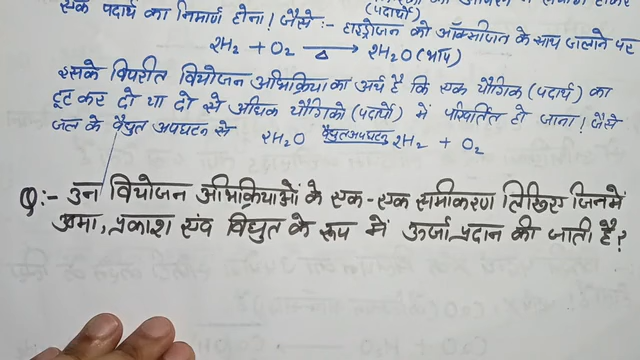 (पदार्थो)
एक पदार्थ का निमार्ण होना! जैसे :- हाइड्रोजन को ऑक्सीजन के साथ जलाने पर
2H₂ + O₂ ⟶ 2H₂O (भाप)
Δ
इसके विपरीत वियोजन अभिक्रिया का अर्थ है कि एक यौगिक (पदार्थ) का
टूट कर दो या दो से अधिक यौगिको (पदार्थो) में परिवर्तित हो जाना! जैसे
जल के वैधुत अपघटन से 2H₂O वैधुतअपघटन 2H₂ + O₂
Q:- उन वियोजन अभिक्रियाओं के एक-एक समीकरण लिखिए जिनमें
ऊष्मा, प्रकाश एंव विधुत के रूप में ऊर्जा प्रदान की जाती है?